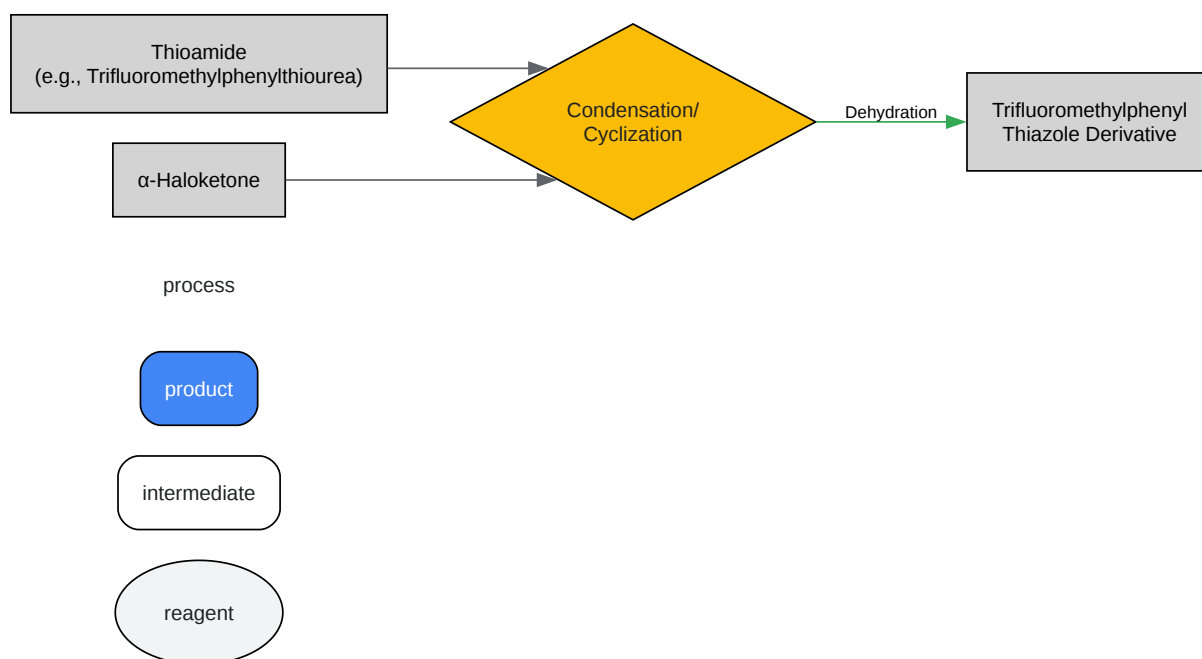 Thioamide
(e.g., Trifluoromethylphenylthiourea)
α-Haloketone
Condensation/
Cyclization
Dehydration
Trifluoromethylphenyl
Thiazole Derivative
process
product
intermediate
reagent